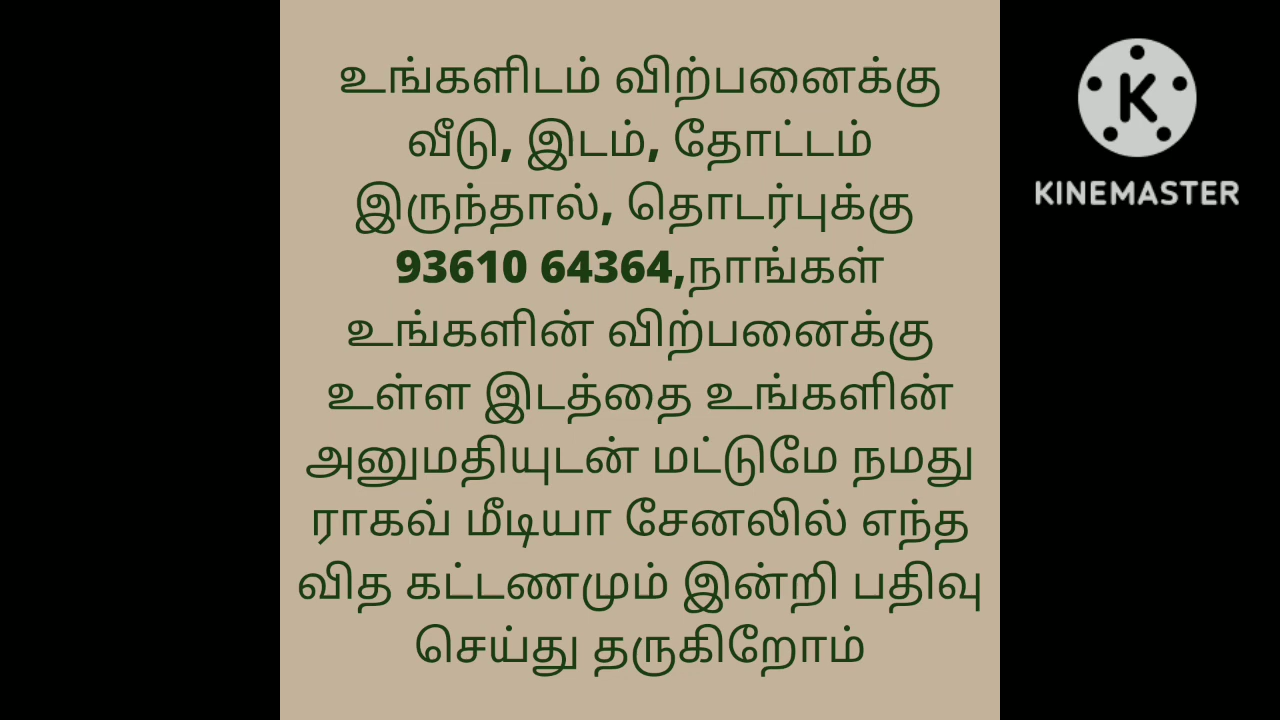 உங்களிடம் விற்பனைக்கு
வீடு, இடம், தோட்டம்
இருந்தால், தொடர்புக்கு
93610 64364,நாங்கள்
உங்களின் விற்பனைக்கு
உள்ள இடத்தை உங்களின்
அனுமதியுடன் மட்டுமே நமது
ராகவ் மீடியா சேனலில் எந்த
வித கட்டணமும் இன்றி பதிவு
செய்து தருகிறோம்
K
KINEMASTER